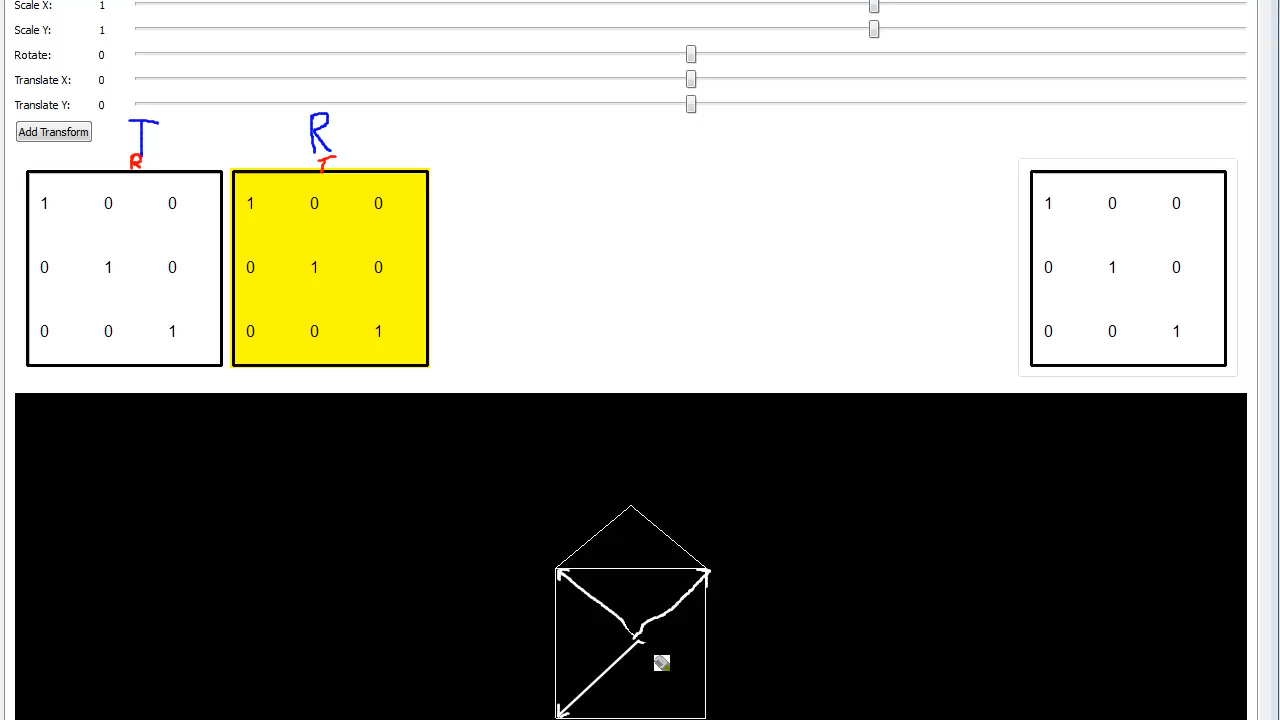 Scale X: 1
Scale Y: 1
Rotate: 0
Translate X: 0
Translate Y: 0
Add Transform T R
R T
1 0 0 1 0 0 1 0 0
0 1 0 0 1 0 0 1 0
0 0 1 0 0 1 0 0 1